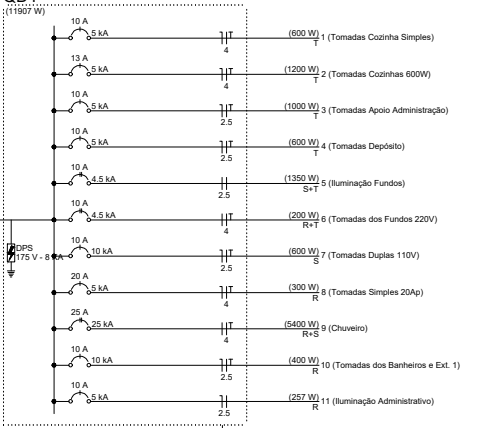 (11907 W)
10 A
5 kA
4
(600 W)
T
1 (Tomadas Cozinha Simples)
13 A
5 kA
4
(1200 W)
T
2 (Tomadas Cozinhas 600W)
10 A
5 kA
2.5
(1000 W)
T
3 (Tomadas Apoio Administração)
10 A
5 kA
2.5
(600 W)
T
4 (Tomadas Depósito)
10 A
4.5 kA
2.5
(1350 W)
S+T
5 (Iluminação Fundos)
10 A
4.5 kA
4
(200 W)
R+T
6 (Tomadas dos Fundos 220V)
DPS
175 V - 8 kA
10 A
10 kA
2.5
(600 W)
S
7 (Tomadas Duplas 110V)
20 A
5 kA
4
(300 W)
R
8 (Tomadas Simples 20Ap)
25 A
25 kA
4
(5400 W)
R+S
9 (Chuveiro)
10 A
10 kA
2.5
(400 W)
R
10 (Tomadas dos Banheiros e Ext. 1)
10 A
5 kA
2.5
(257 W)
R
11 (Iluminação Administrativo)